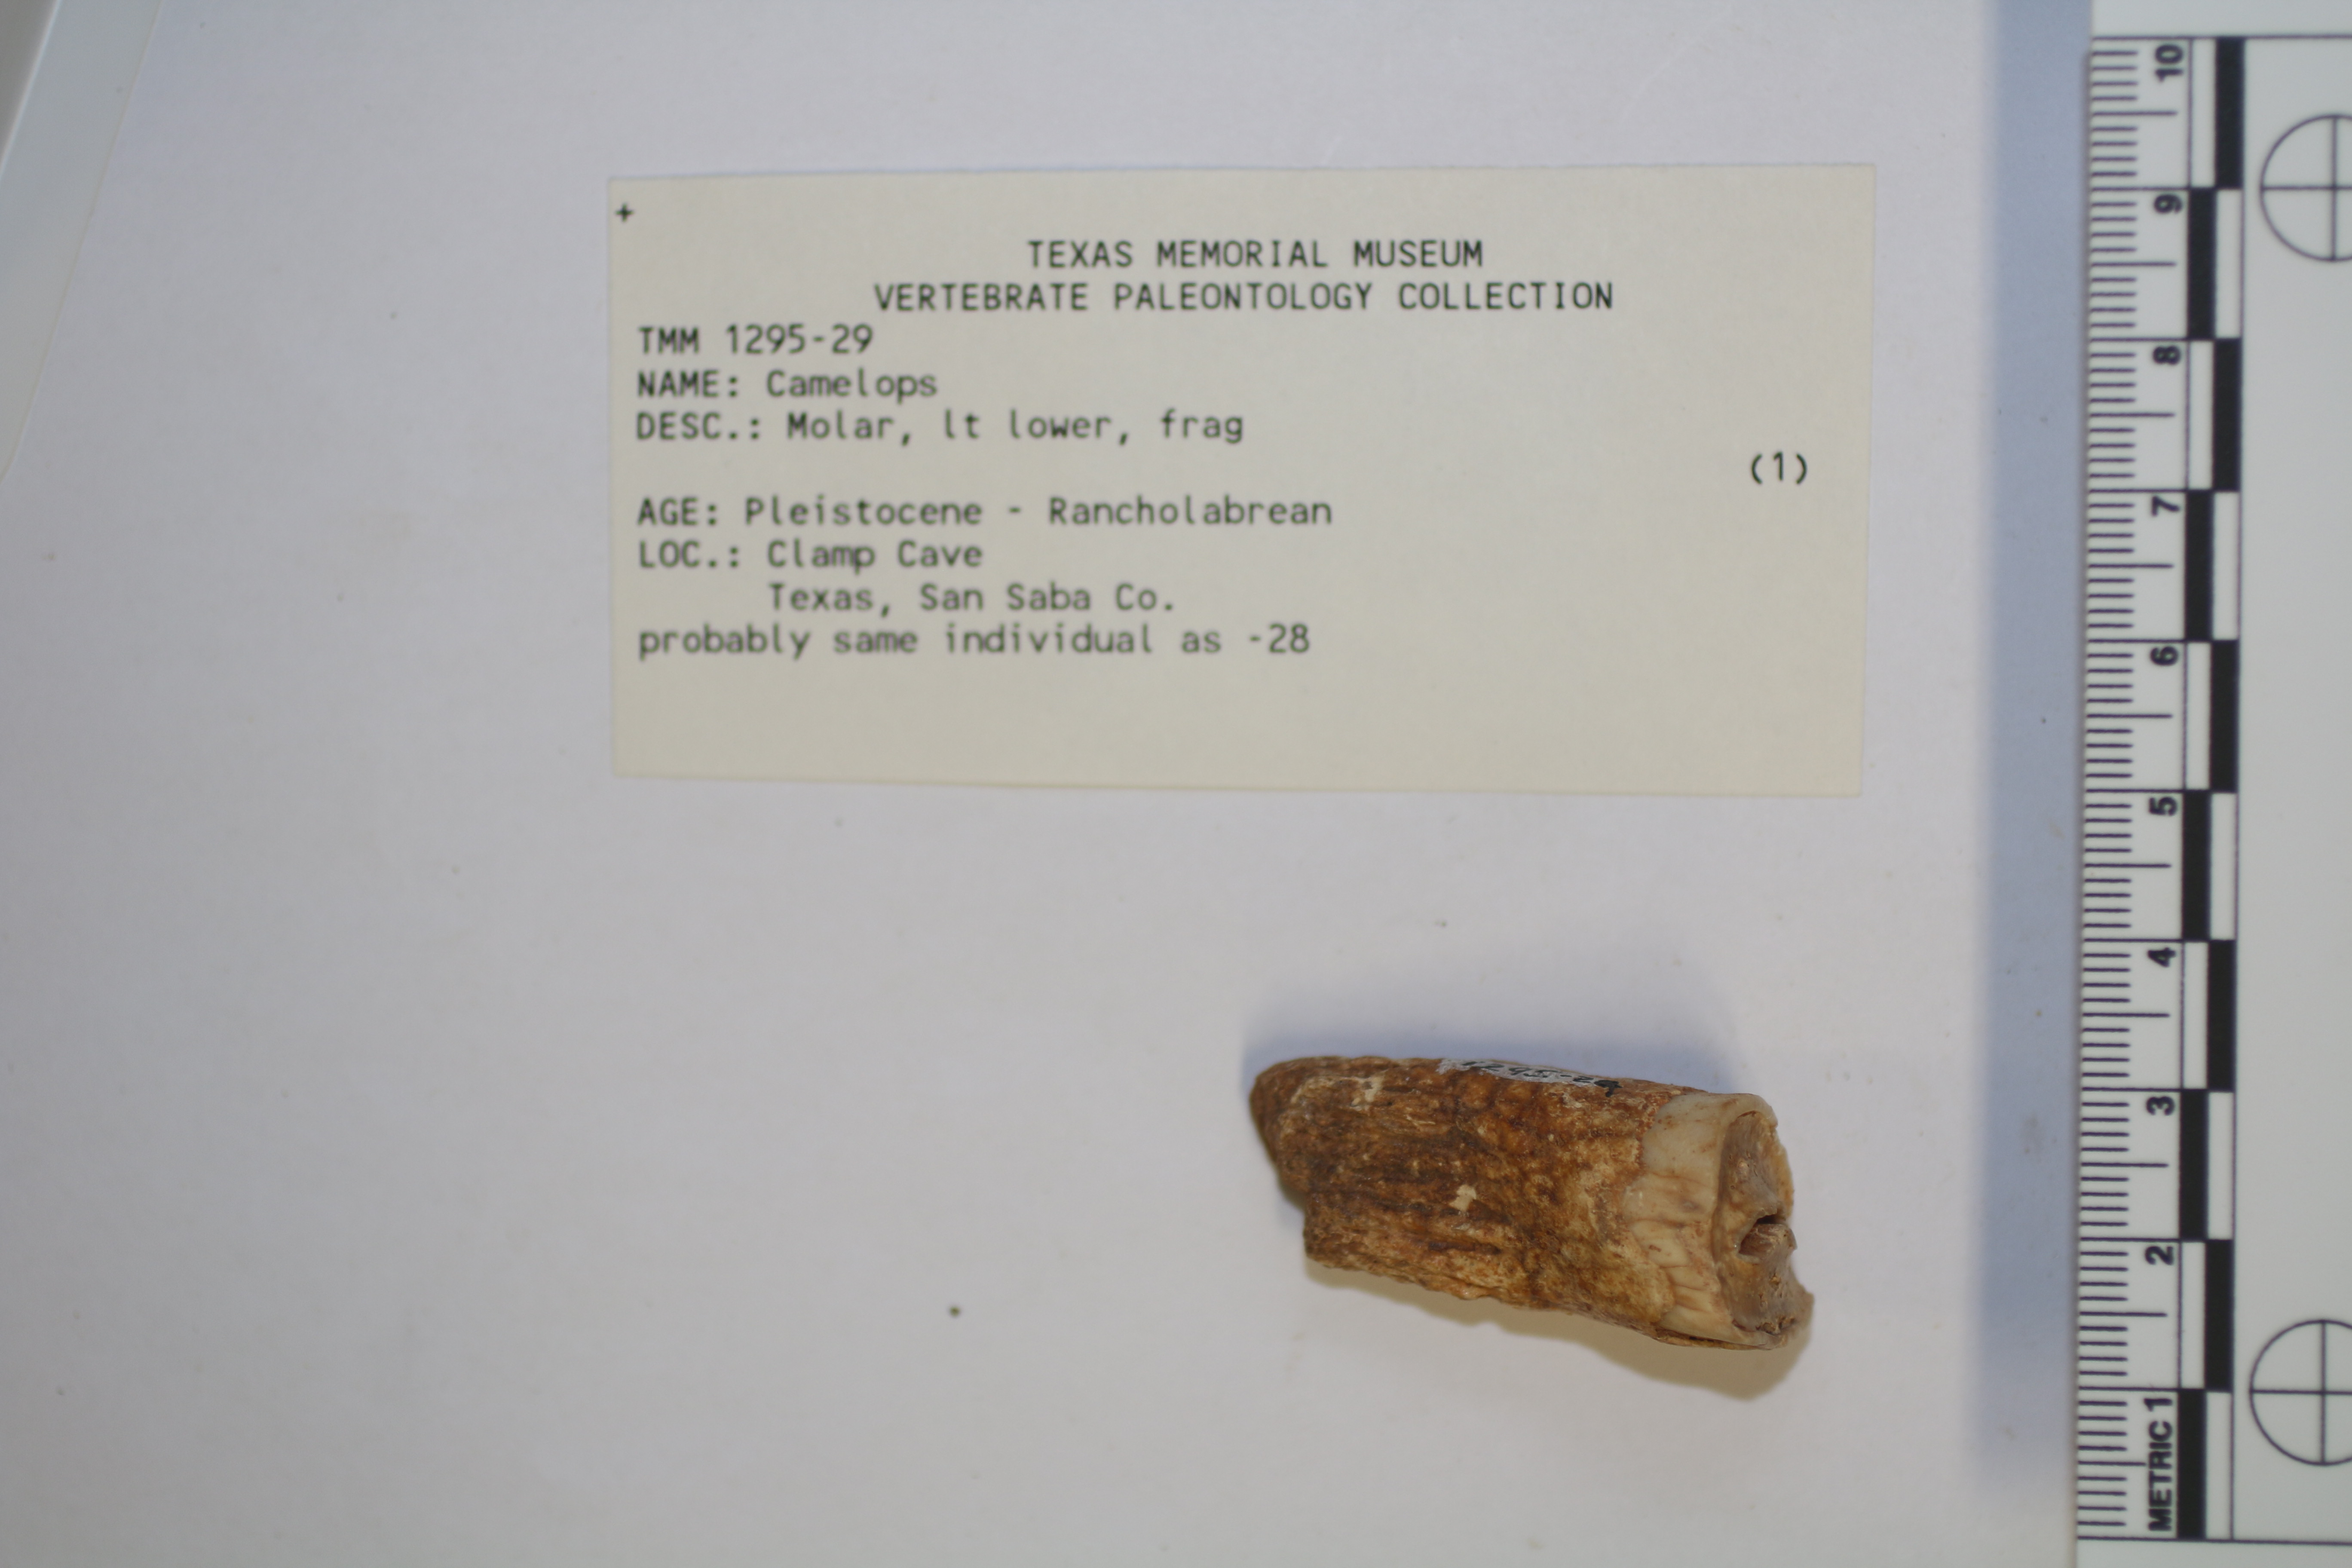 +
TEXAS MEMORIAL MUSEUM
VERTEBRATE PALEONTOLOGY COLLECTION
TMM 1295-29
NAME: Camelops
DESC.: Molar, lt lower, frag
(1)
AGE: Pleistocene - Rancholabrean
LOC.: Clamp Cave
Texas, San Saba Co.
probably same individual as -28
1295-29
10
9
8
7
6
5
4
3
2
METRIC 1